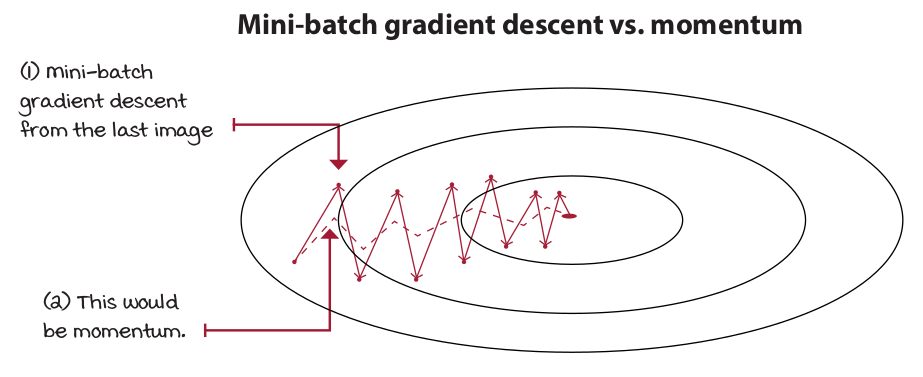 Mini-batch gradient descent vs. momentum
(1) mini-batch
gradient descent
from the last image
(2) This would
be momentum.